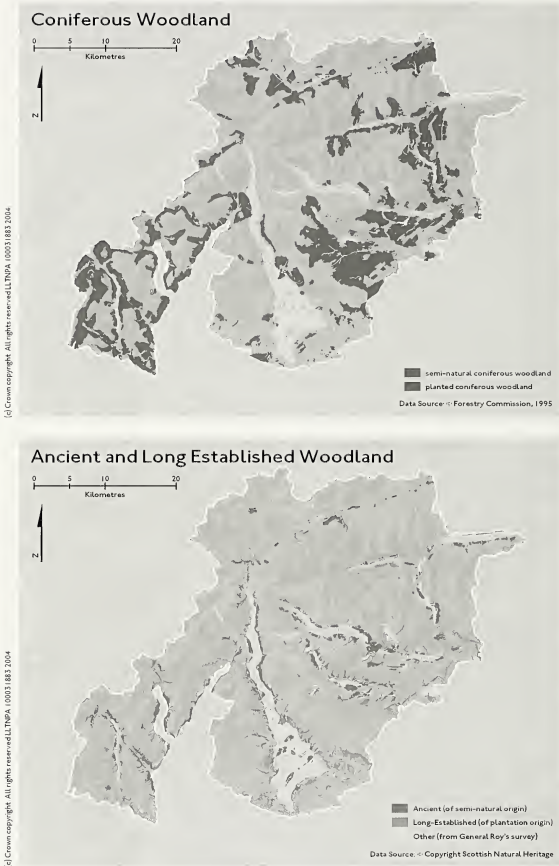 Coniferous Woodland
0 5 10 20
Kilometres
N
semi-natural coniferous woodland
planted coniferous woodland
Data Source: © Forestry Commission, 1995
(c) Crown copyright All rights reserved LLTNPA 100031883 2004
Ancient and Long Established Woodland
0 5 10 20
Kilometres
N
Ancient (of semi-natural origin)
Long-Established (of plantation origin)
Other (from General Roy's survey)
Data Source: © Copyright Scottish Natural Heritage
(c) Crown copyright All rights reserved LLTNPA 100031883 2004